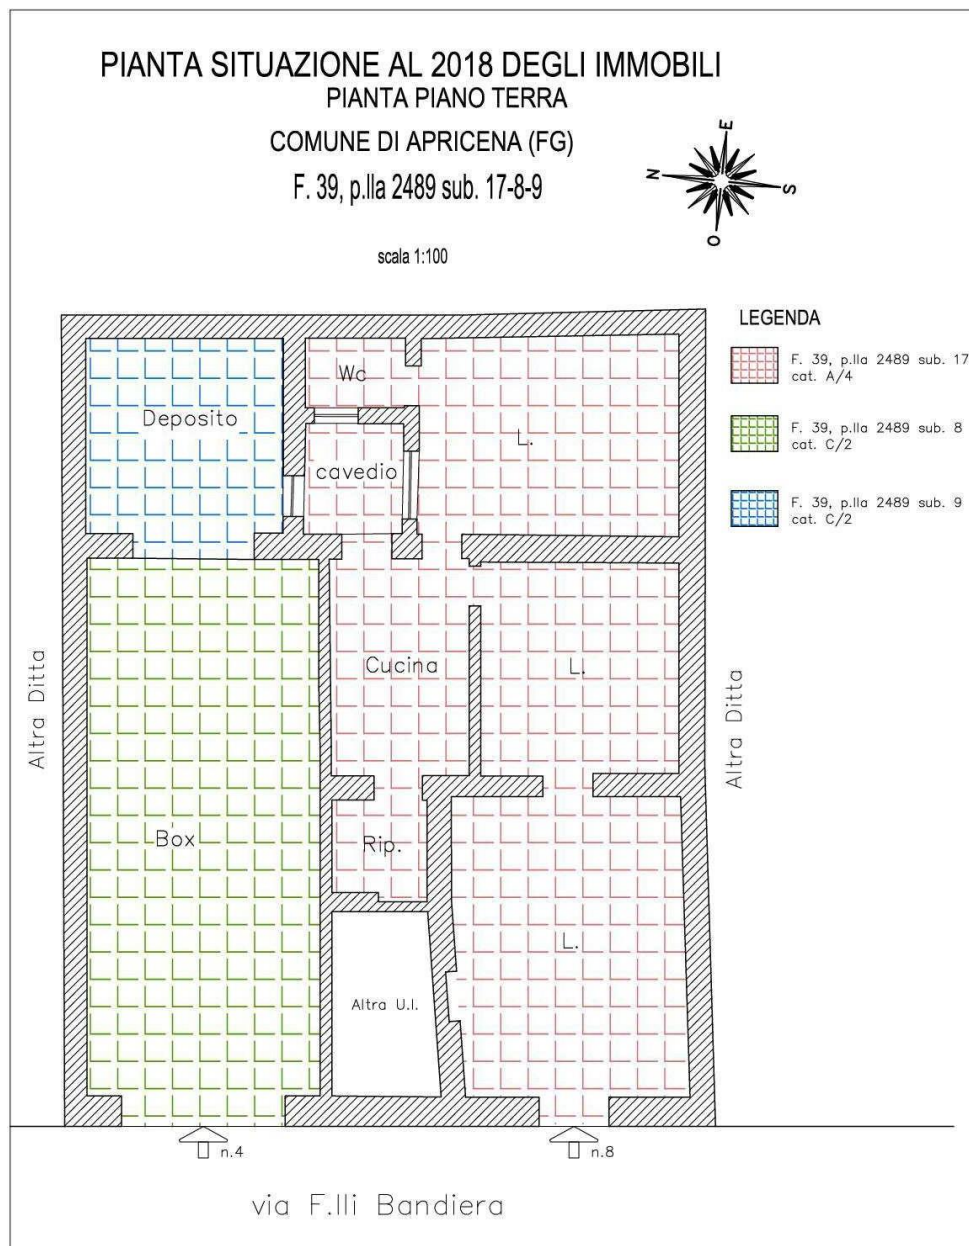 PIANTA SITUAZIONE AL 2018 DEGLI IMMOBILI
PIANTA PIANO TERRA
COMUNE DI APRICENA (FG)
F. 39, p.lla 2489 sub. 17-8-9
scala 1:100
E
N
S
O
LEGENDA
F. 39, p.lla 2489 sub. 17
cat. A/4
F. 39, p.lla 2489 sub. 8
cat. C/2
F. 39, p.lla 2489 sub. 9
cat. C/2
Wc
Deposito
L.
cavedio
Cucina
L.
Altra Ditta
Altra Ditta
Box
Rip.
L.
Altra U.I.
n.4
n.8
via F.lli Bandiera